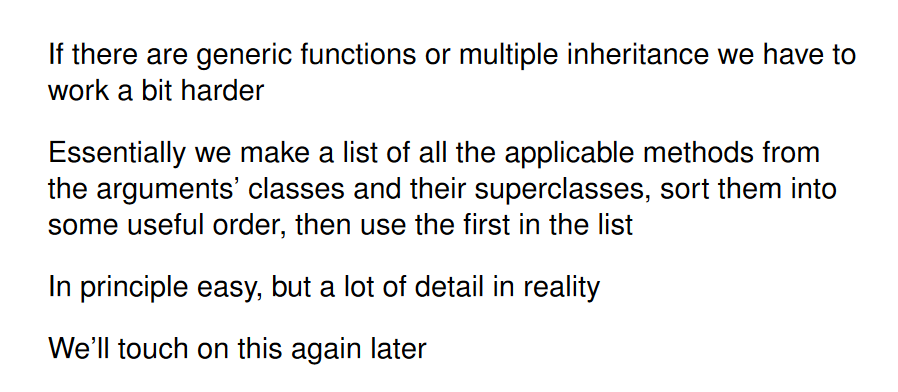 If there are generic functions or multiple inheritance we have to
work a bit harder
Essentially we make a list of all the applicable methods from
the arguments’ classes and their superclasses, sort them into
some useful order, then use the first in the list
In principle easy, but a lot of detail in reality
We’ll touch on this again later